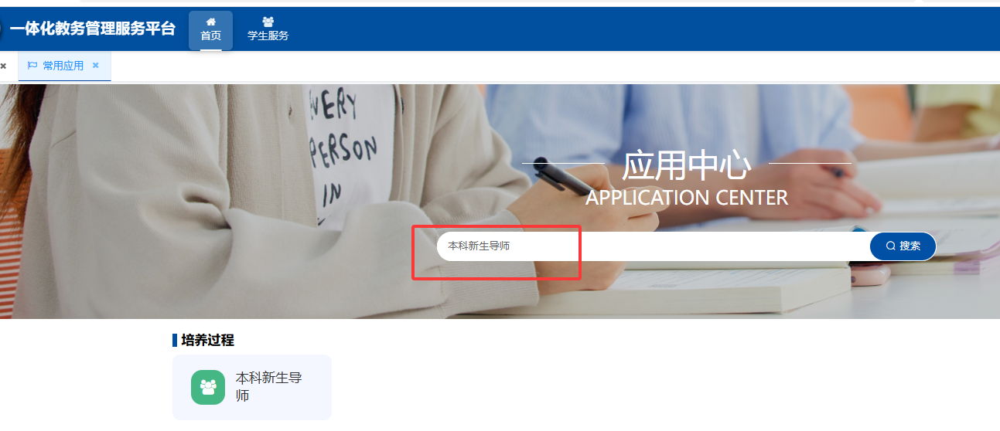 一体化教务管理服务平台
首页
学生服务
常用应用
EVERY
PERSON
IN
应用中心
APPLICATION CENTER
本科新生导师
搜索
培养过程
本科新生导
师